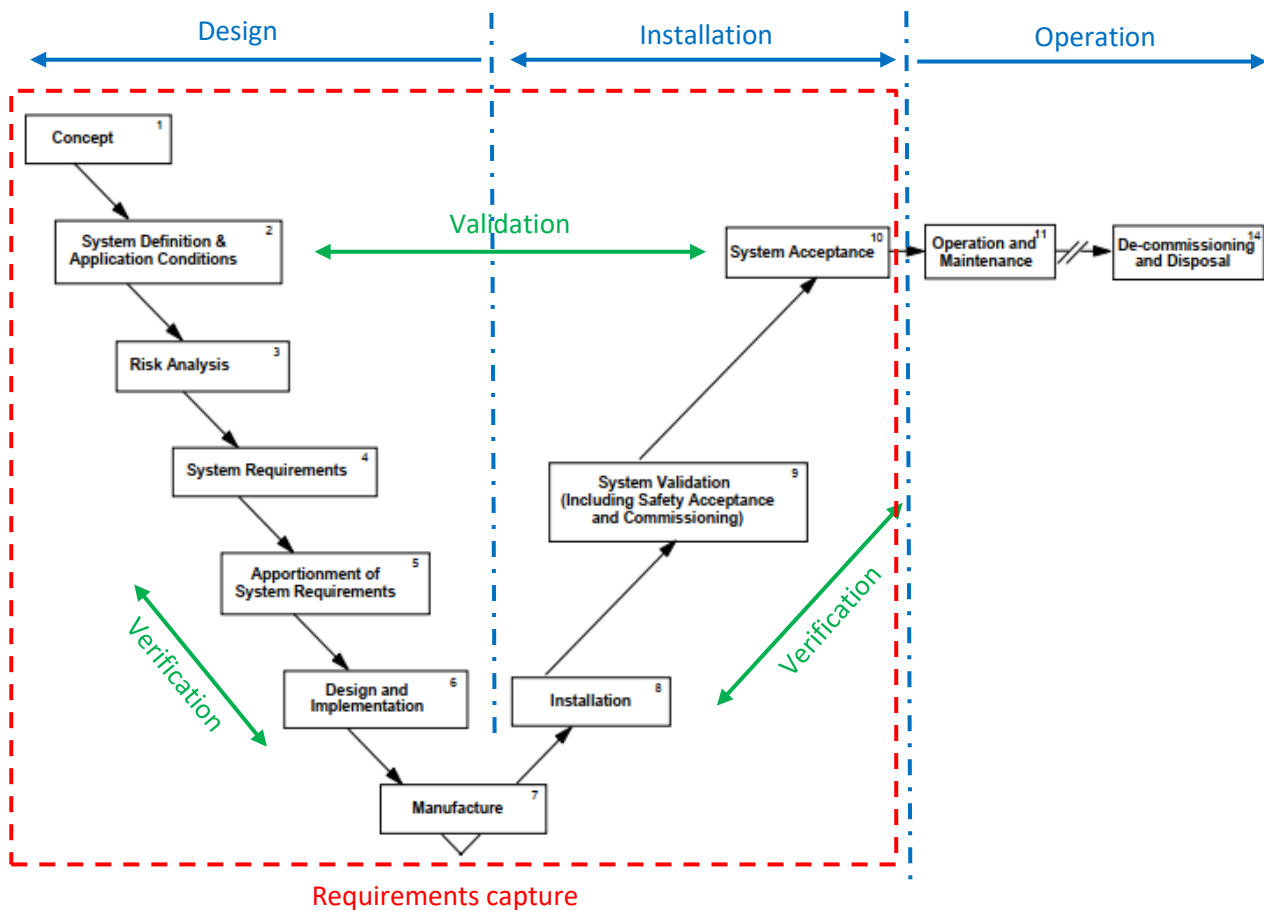 Design
Installation
Operation
1
Concept
2
System Definition &
Application Conditions
Validation
10
System Acceptance
11
Operation and
Maintenance
14
De-commissioning
and Disposal
3
Risk Analysis
4
System Requirements
9
System Validation
(Including Safety Acceptance
and Commissioning)
5
Apportionment of
System Requirements
Verification
Verification
6
Design and
Implementation
8
Installation
7
Manufacture
Requirements capture